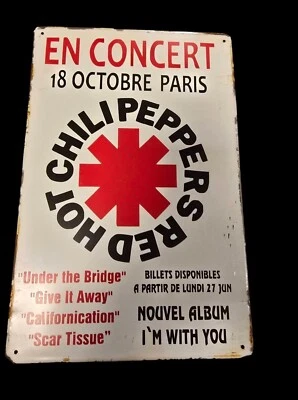 EN CONCERT
18 OCTOBRE PARIS
RED HOT CHILI PEPPERS
"Under the Bridge"
"Give It Away"
"Californication"
"Scar Tissue"
BILLETS DISPONIBLES
A PARTIR DE LUNDI 27 JUN
NOUVEL ALBUM
I`M WITH YOU